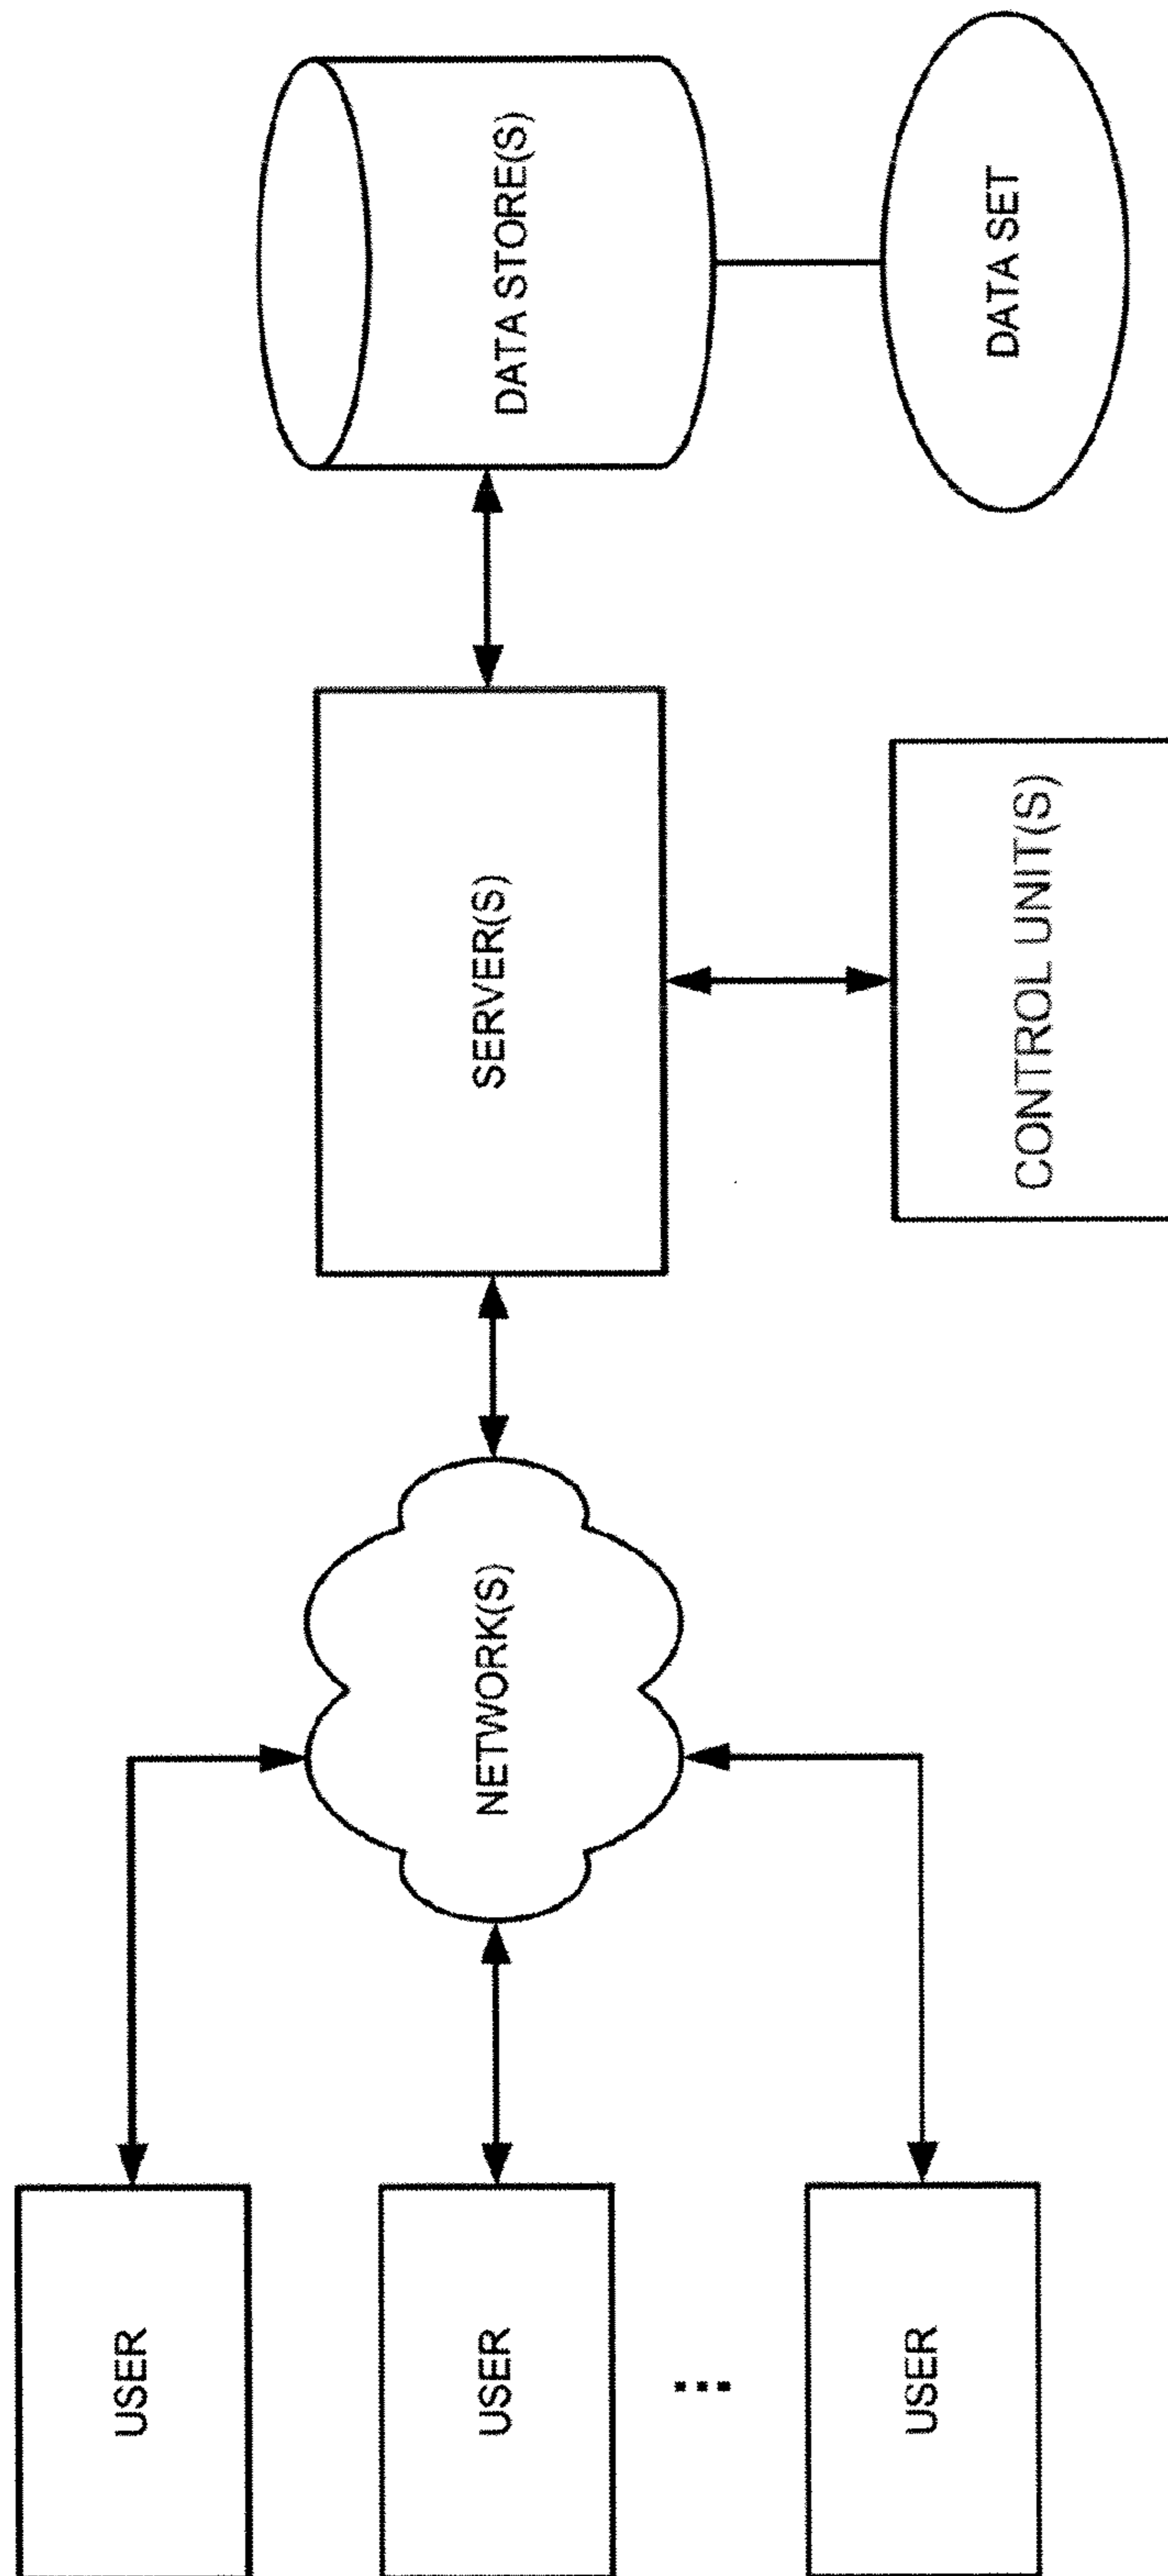 USER
USER
...
USER
NETWORK(S)
SERVER(S)
CONTROL UNIT(S)
DATA STORE(S)
DATA SET